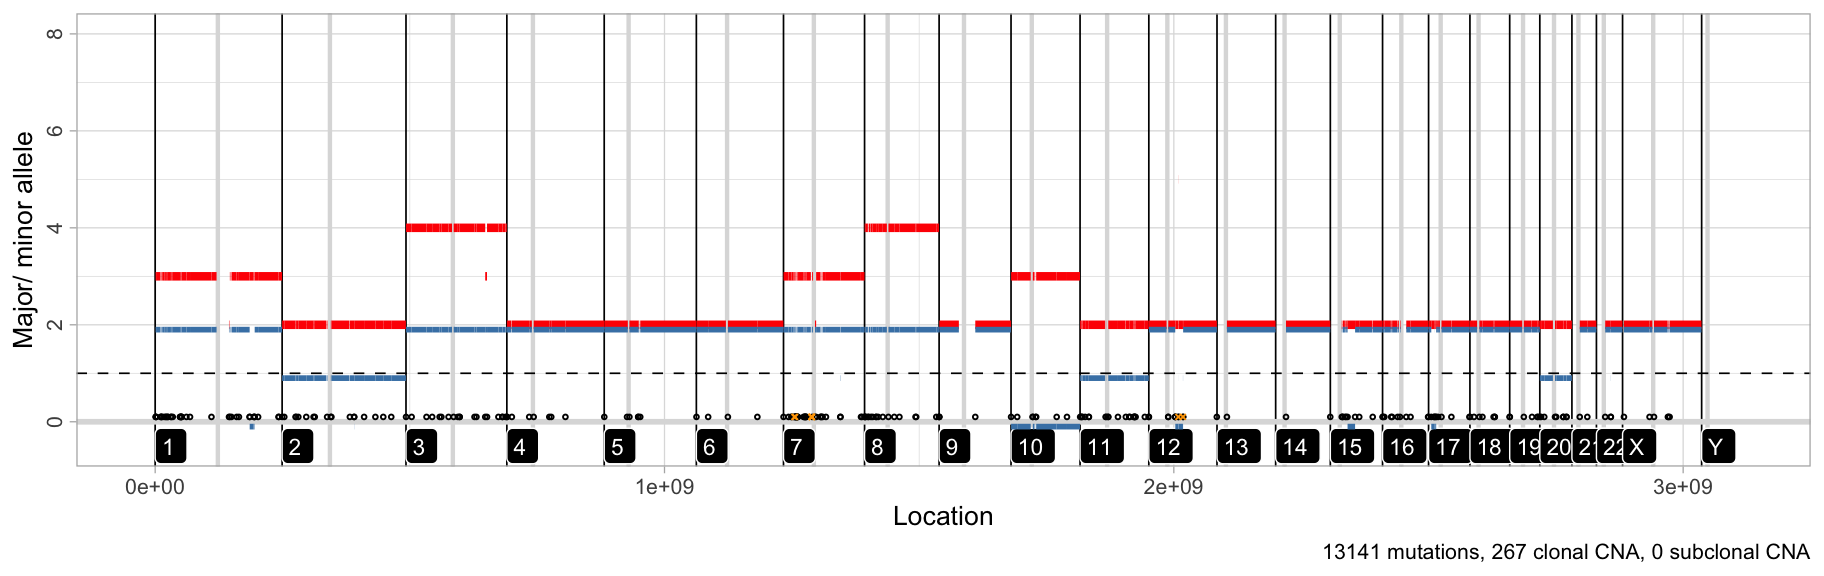 Major/ minor allele
8
6
4
2
0
1 2 3 4 5 6 7 8 9 10 11 12 13 14 15 16 17 18 19 20 2 22 X Y
0e+00 1e+09 2e+09 3e+09
Location
13141 mutations, 267 clonal CNA, 0 subclonal CNA